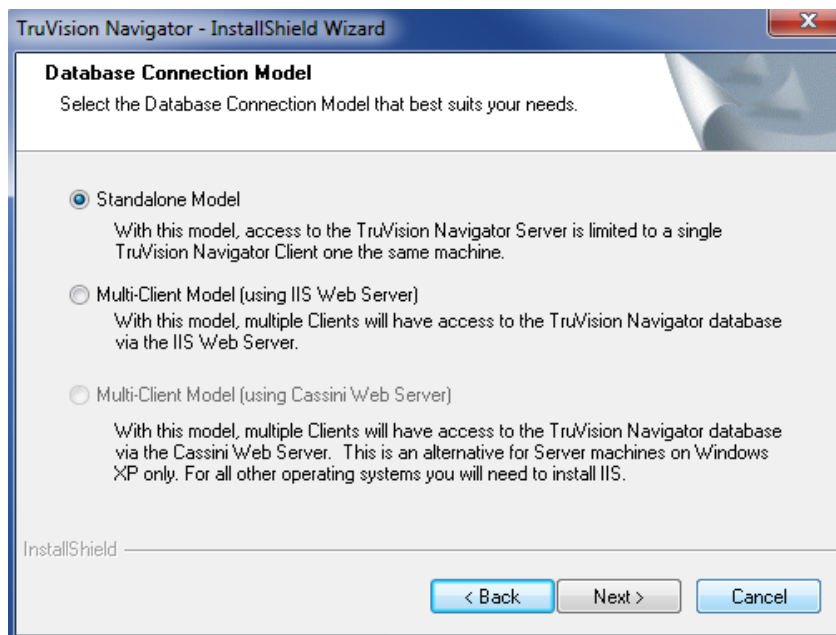 TruVision Navigator - InstallShield Wizard
Database Connection Model
Select the Database Connection Model that best suits your needs.
Standalone Model
With this model, access to the TruVision Navigator Server is limited to a single
TruVision Navigator Client one the same machine.
Multi-Client Model (using IIS Web Server)
With this model, multiple Clients will have access to the TruVision Navigator database
via the IIS Web Server.
Multi-Client Model (using Cassini Web Server)
With this model, multiple Clients will have access to the TruVision Navigator database
via the Cassini Web Server.  This is an alternative for Server machines on Windows
XP only. For all other operating systems you will need to install IIS.
InstallShield
< Back
Next >
Cancel